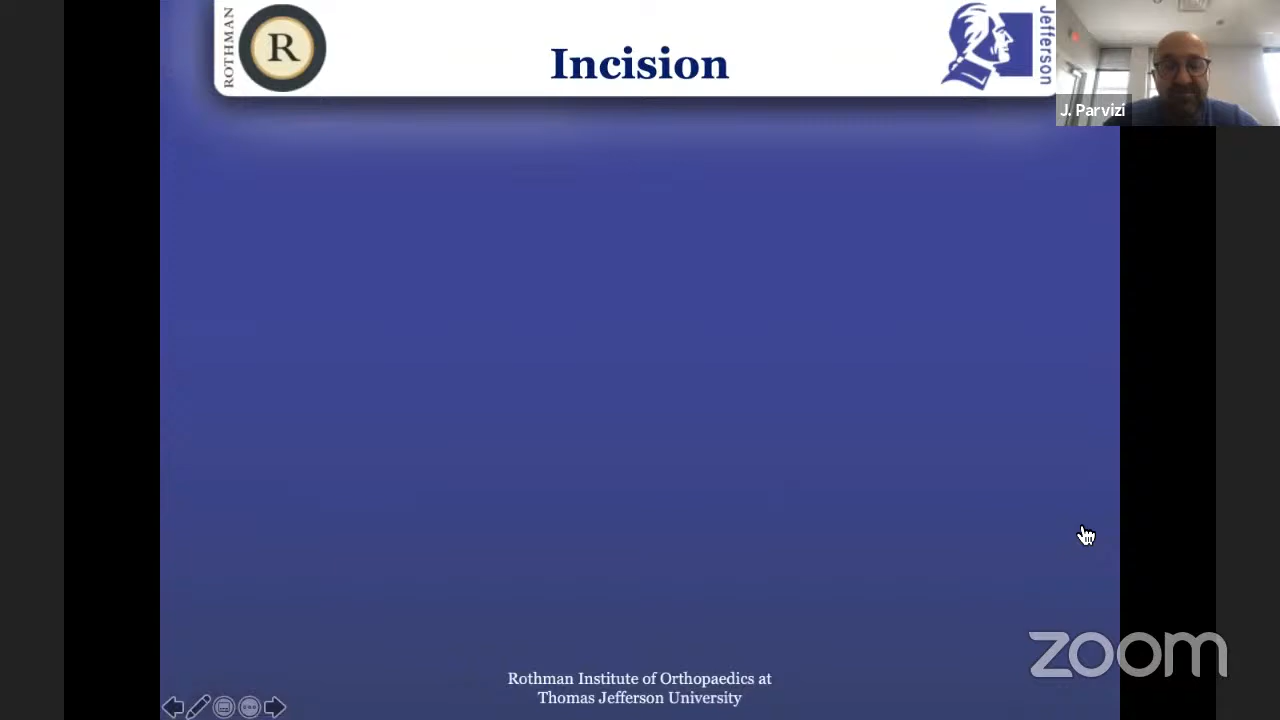 ROTHMAN
R
Incision
Jefferson
J. Parvizi
Rothman Institute of Orthopaedics at
Thomas Jefferson University
zoom